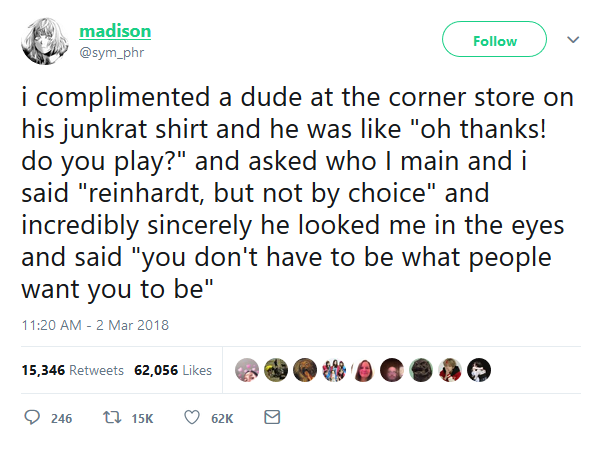 madison
@sym_phr
Follow
i complimented a dude at the corner store on
his junkrat shirt and he was like "oh thanks!
do you play?" and asked who I main and i
said "reinhardt, but not by choice" and
incredibly sincerely he looked me in the eyes
and said "you don't have to be what people
want you to be"
11:20 AM - 2 Mar 2018
15,346 Retweets 62,056 Likes
246 15K 62K